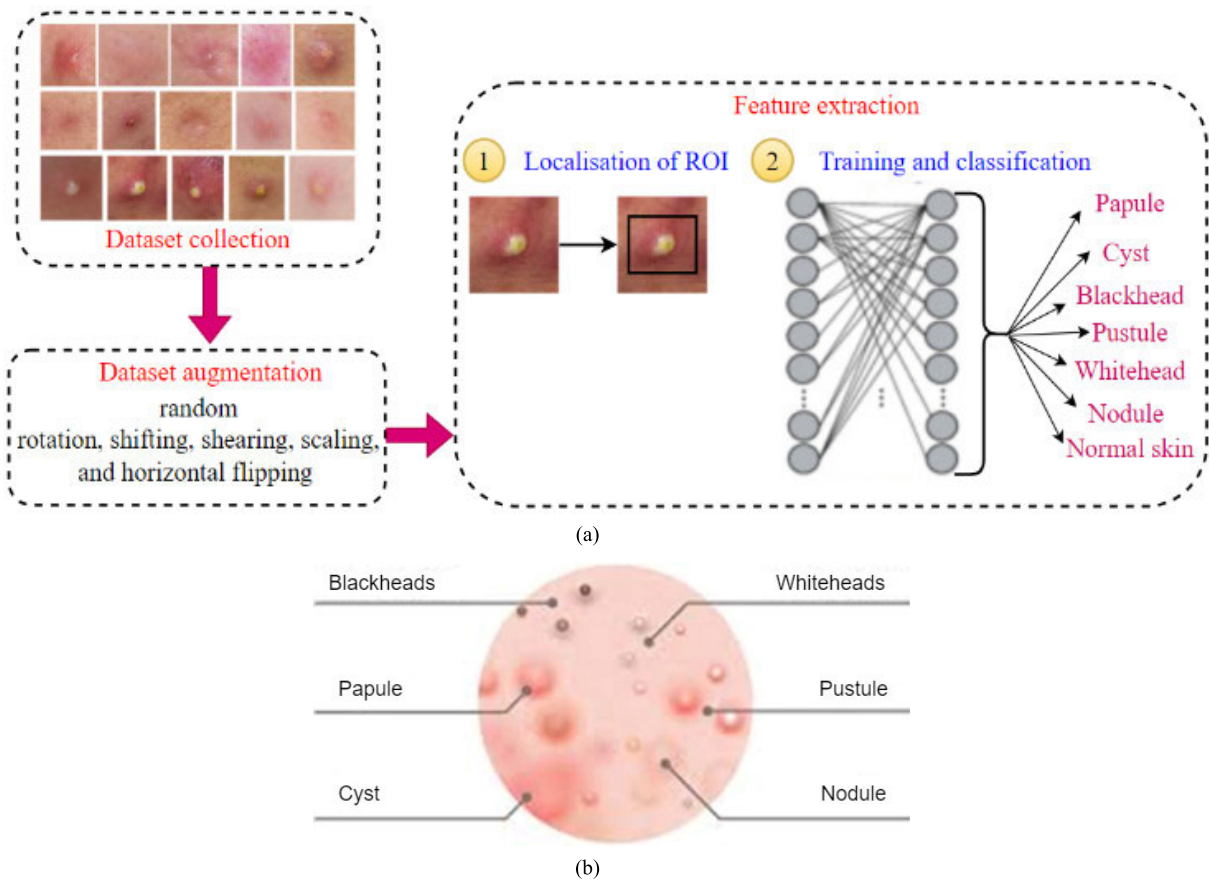 Dataset collection
Dataset augmentation
random
rotation, shifting, shearing, scaling,
and horizontal flipping
Feature extraction
1 Localisation of ROI
2 Training and classification
Papule
Cyst
Blackhead
Pustule
Whitehead
Nodule
Normal skin
(a)
Blackheads
Whiteheads
Papule
Pustule
Cyst
Nodule
(b)